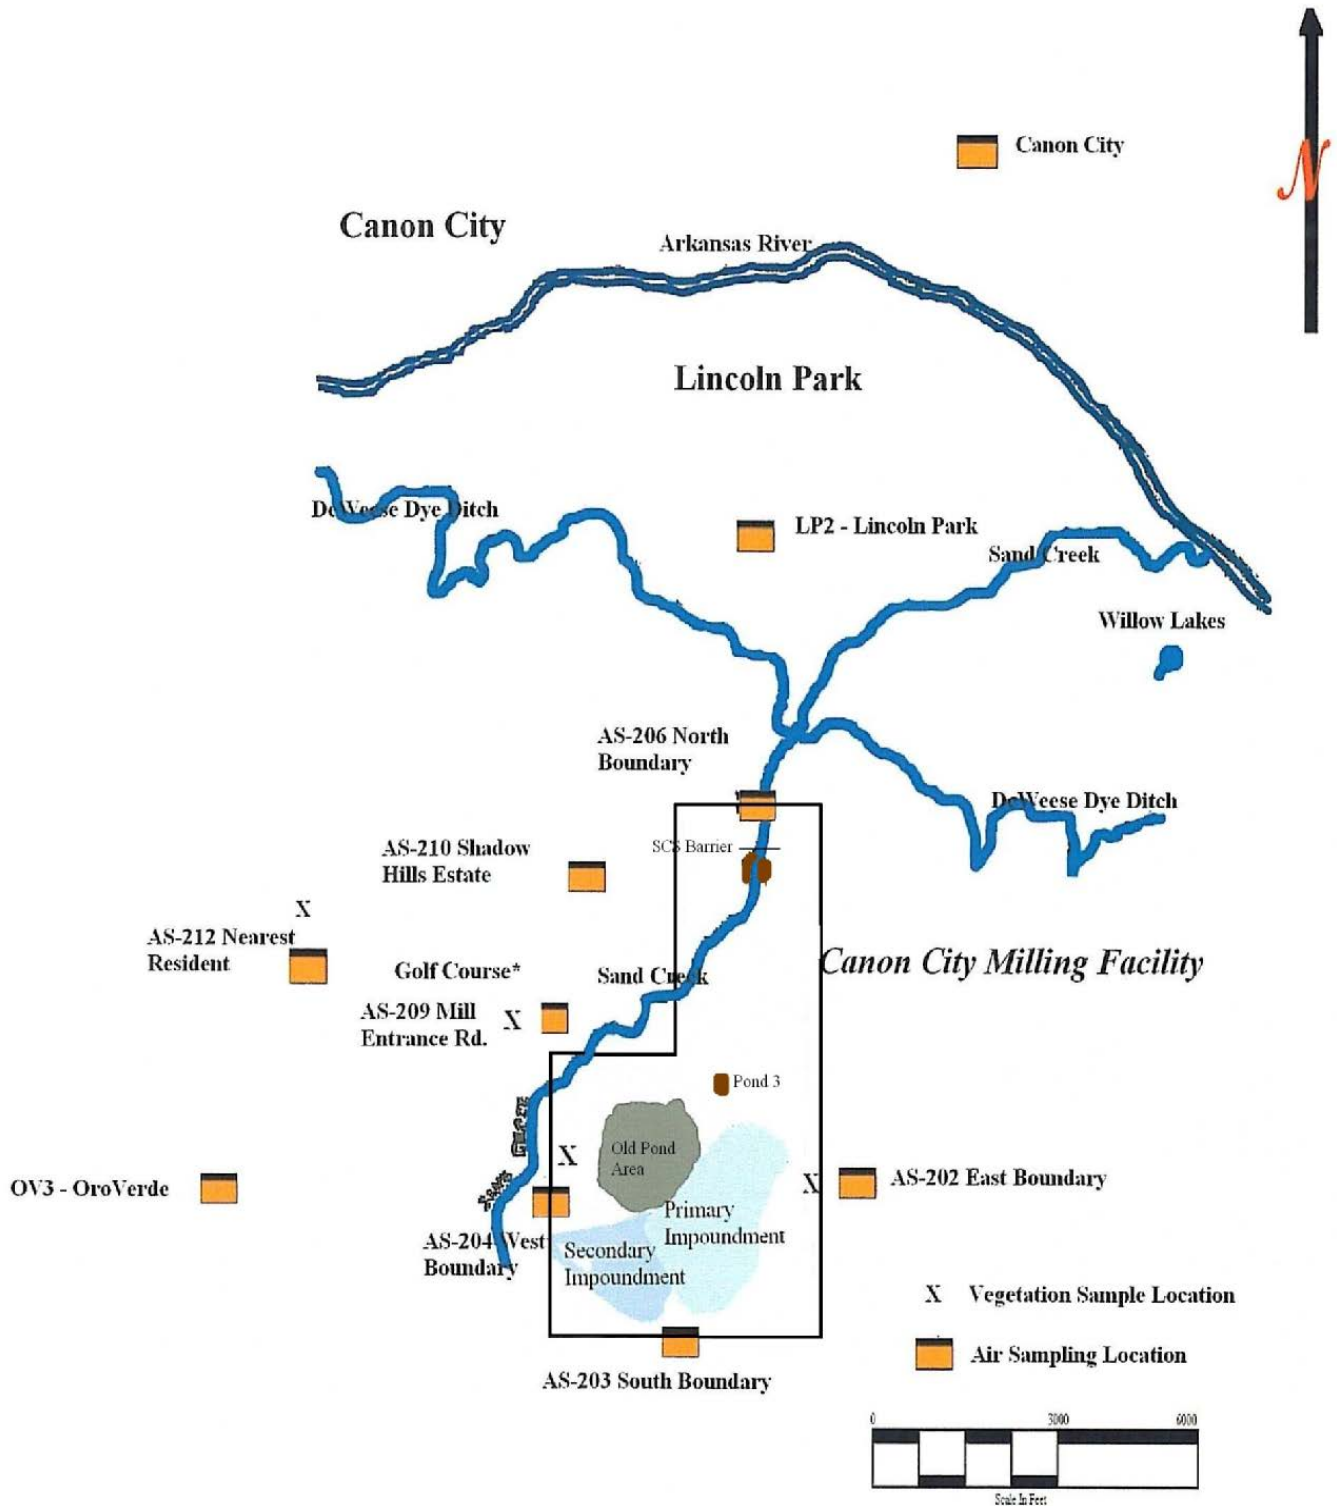 N
Canon City
Canon City
Arkansas River
Lincoln Park
DeWeese Dye Ditch
LP2 - Lincoln Park
Sand Creek
Willow Lakes
AS-206 North
Boundary
DeWeese Dye Ditch
SCS Barrier
AS-210 Shadow
Hills Estate
X
AS-212 Nearest
Resident
Canon City Milling Facility
Golf Course*
Sand Creek
AS-209 Mill
Entrance Rd.
X
Pond 3
Old Pond
Area
X
X
AS-202 East Boundary
OV3 - OroVerde
Primary
Impoundment
AS-204 West
Boundary
Secondary
Impoundment
X Vegetation Sample Location
Air Sampling Location
AS-203 South Boundary
0 3000 6000
Scale In Feet